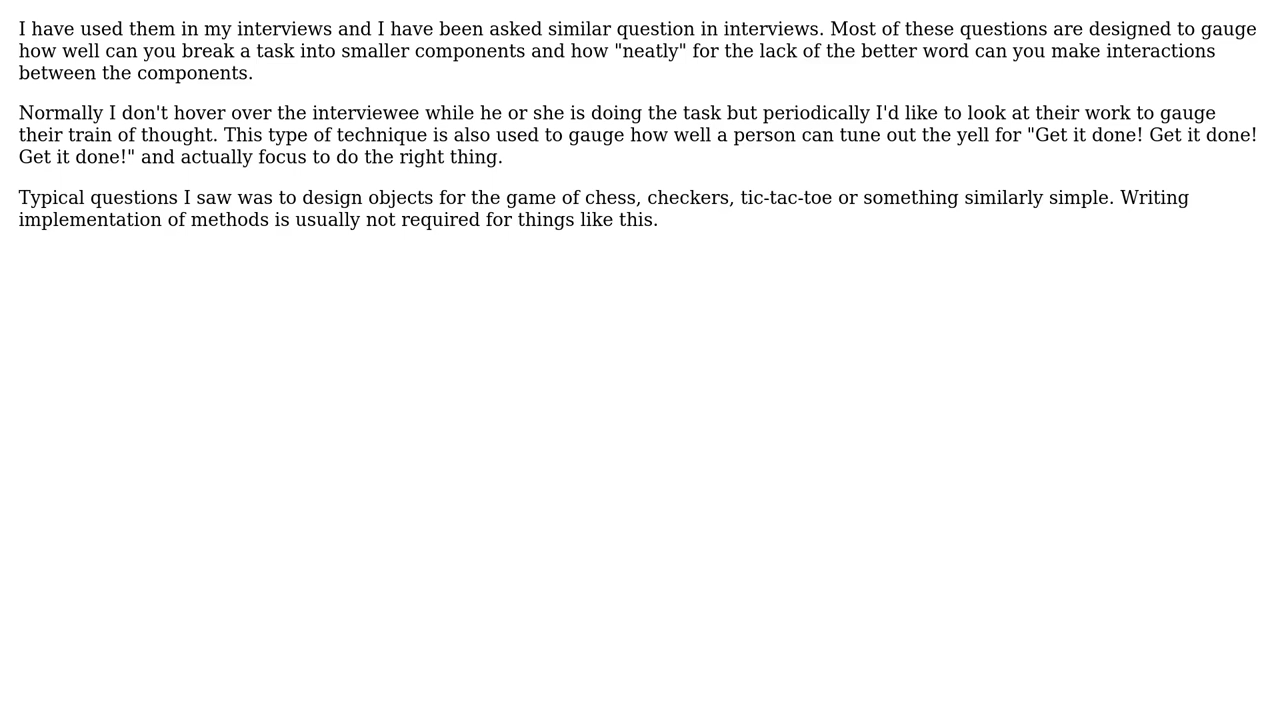 I have used them in my interviews and I have been asked similar question in interviews. Most of these questions are designed to gauge
how well can you break a task into smaller components and how "neatly" for the lack of the better word can you make interactions
between the components.
Normally I don't hover over the interviewee while he or she is doing the task but periodically I'd like to look at their work to gauge
their train of thought. This type of technique is also used to gauge how well a person can tune out the yell for "Get it done! Get it done!
Get it done!" and actually focus to do the right thing.
Typical questions I saw was to design objects for the game of chess, checkers, tic-tac-toe or something similarly simple. Writing
implementation of methods is usually not required for things like this.